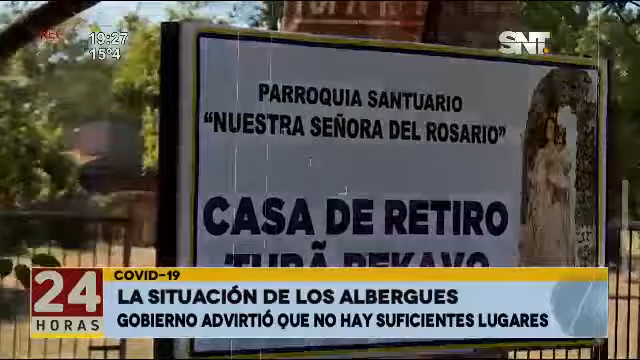 REC
19:27
15°4
SNT
PARROQUIA SANTUARIO
“NUESTRA SEÑORA DEL ROSARIO”
CASA DE RETIRO
24
HORAS
COVID-19
LA SITUACIÓN DE LOS ALBERGUES
GOBIERNO ADVIRTIÓ QUE NO HAY SUFICIENTES LUGARES